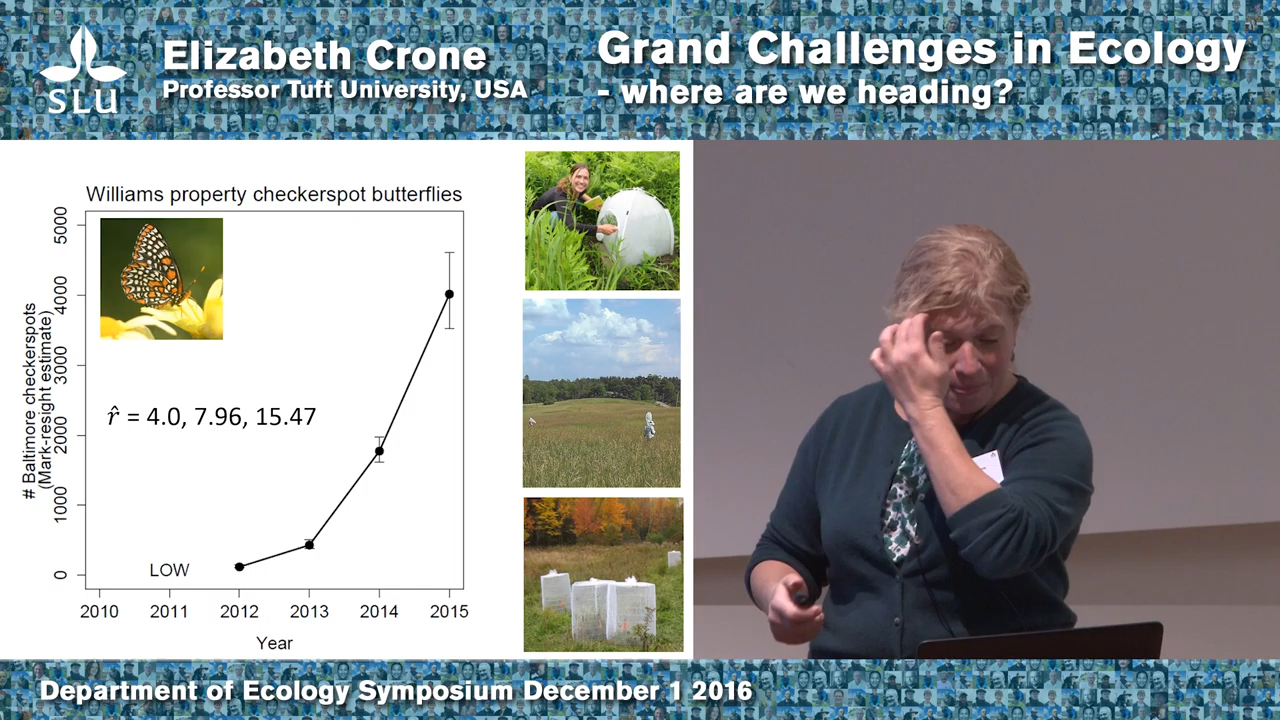 SLU
Elizabeth Crone
Professor Tuft University, USA
Grand Challenges in Ecology
- where are we heading?
Williams property checkerspot butterflies
# Baltimore checkerspots
(Mark-resight estimate)
5000
4000
3000
2000
1000
0
r̂ = 4.0, 7.96, 15.47
LOW
2010 2011 2012 2013 2014 2015
Year
Department of Ecology Symposium December 1 2016